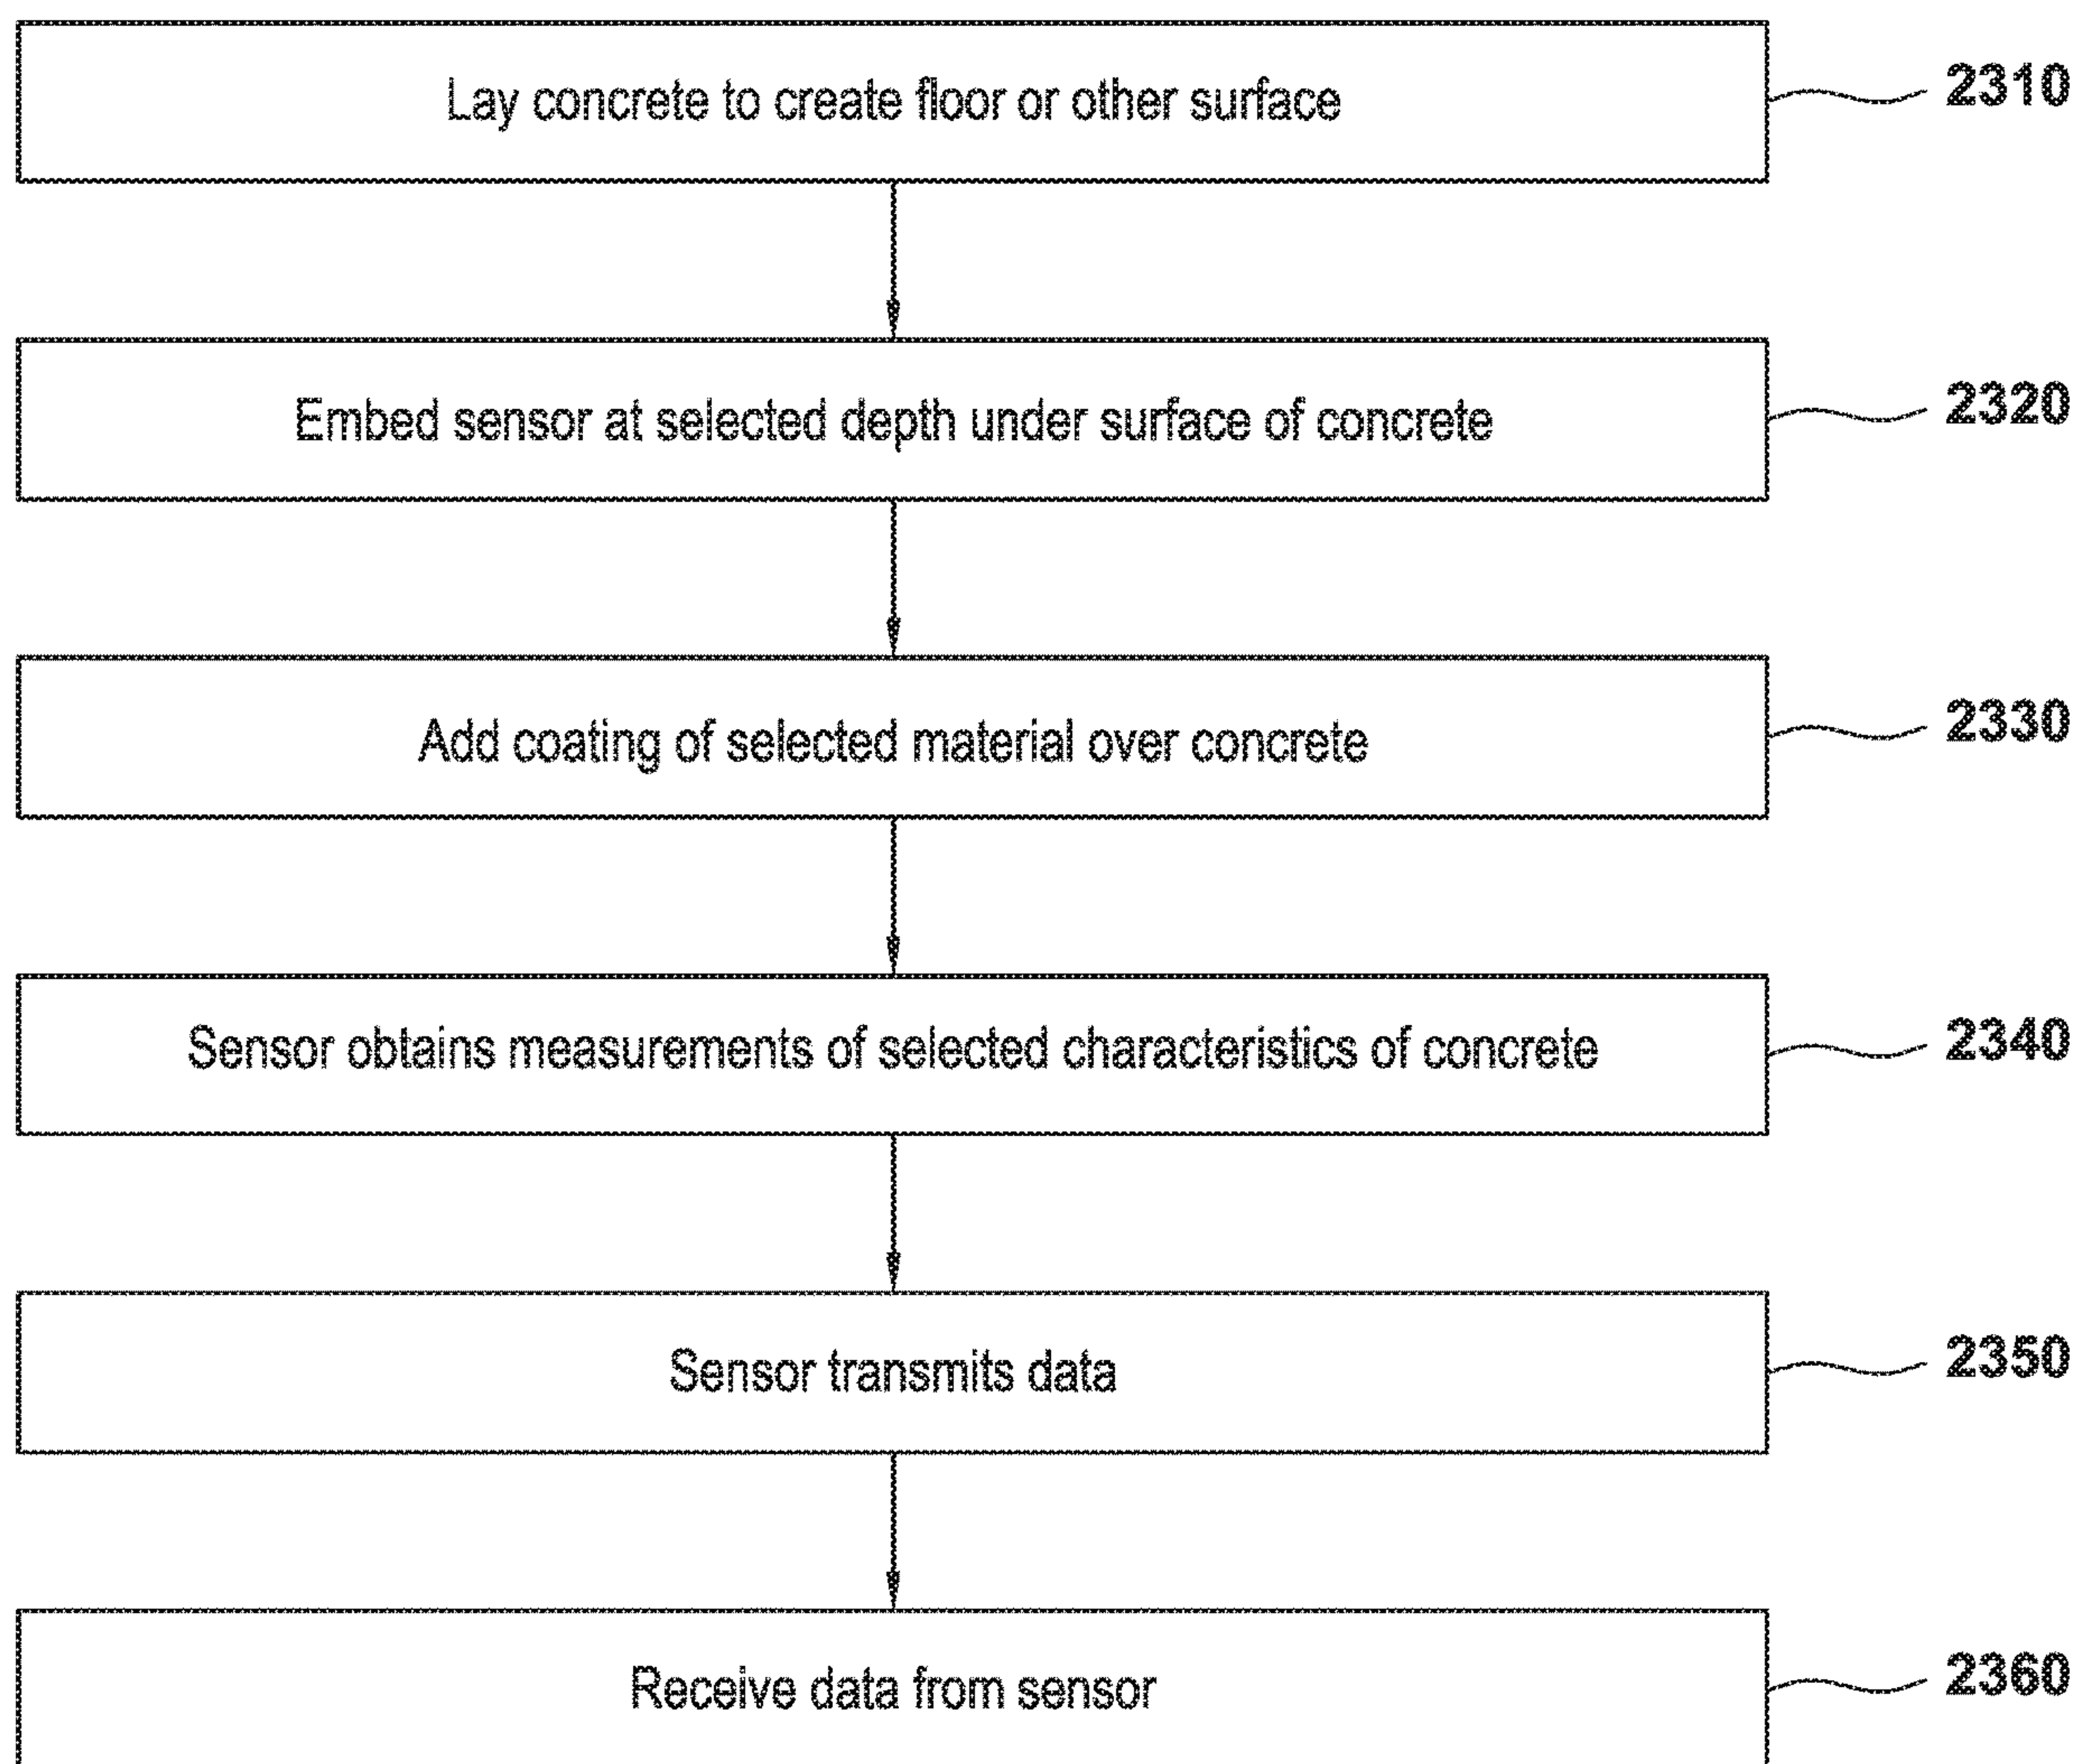 Lay concrete to create floor or other surface 2310
Embed sensor at selected depth under surface of concrete 2320
Add coating of selected material over concrete 2330
Sensor obtains measurements of selected characteristics of concrete 2340
Sensor transmits data 2350
Receive data from sensor 2360